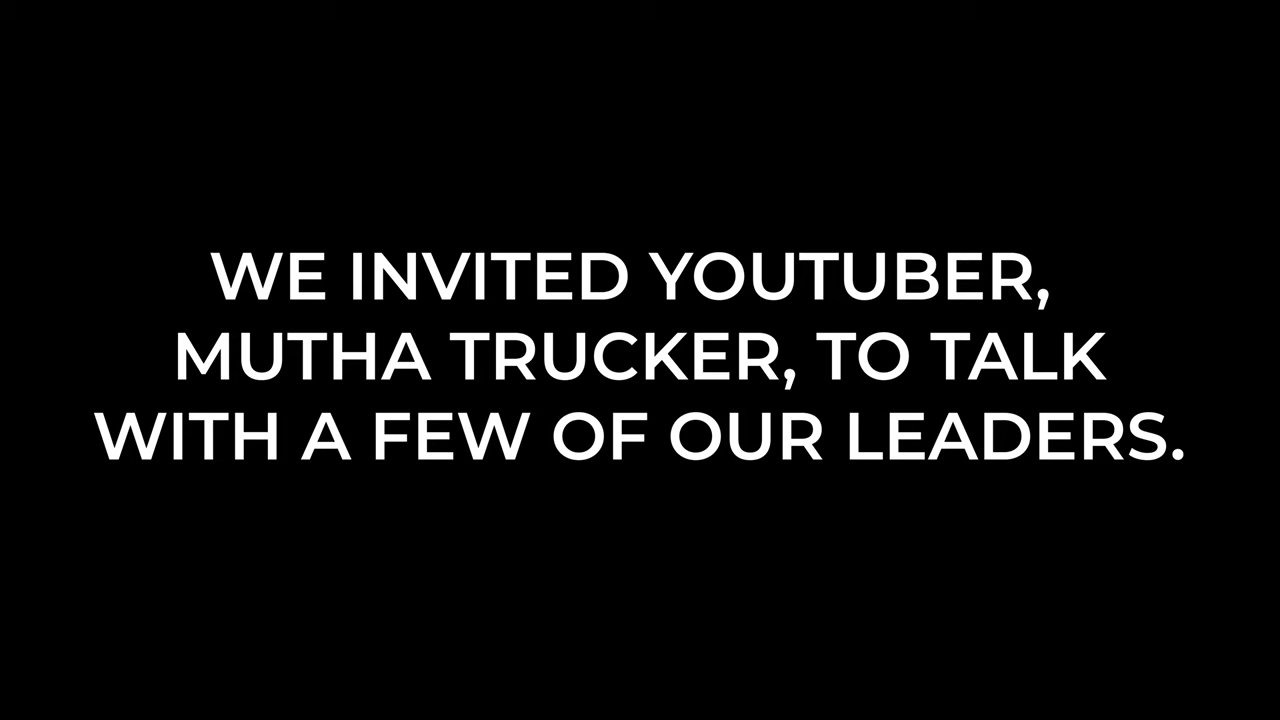 WE INVITED YOUTUBER,
MUTHA TRUCKER, TO TALK
WITH A FEW OF OUR LEADERS.